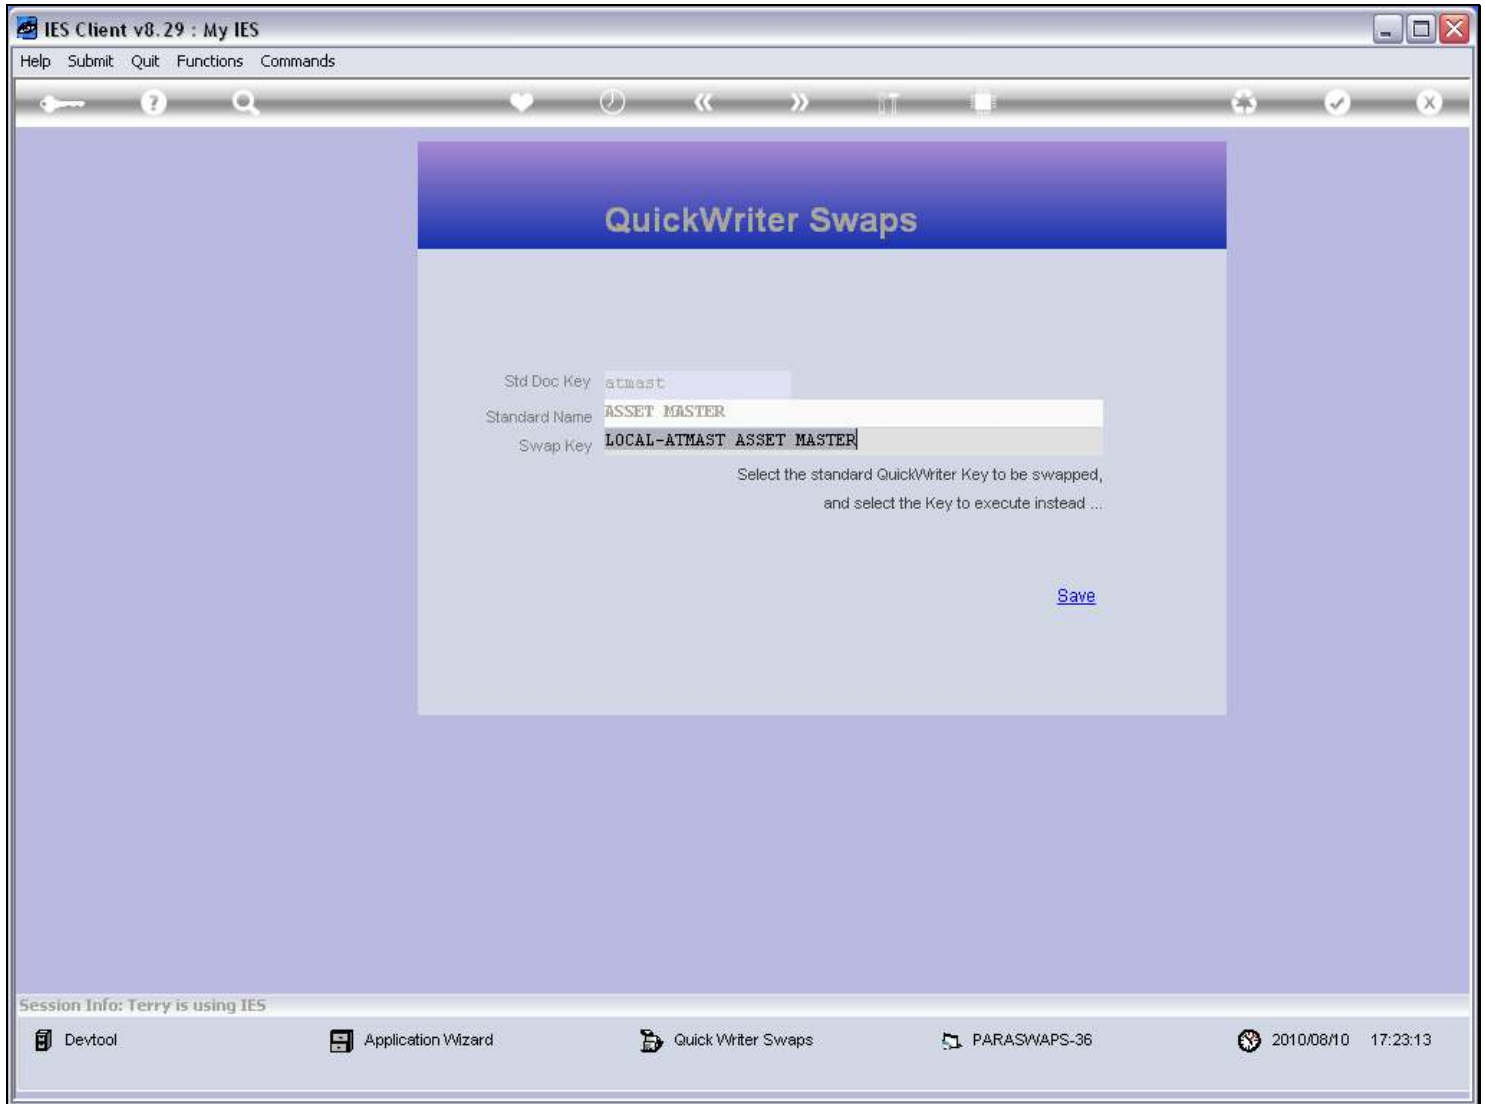 IES Client v8.29 : My IES
Help Submit Quit Functions Commands
QuickWriter Swaps
Std Doc Key atmast
Standard Name ASSET MASTER
Swap Key LOCAL-ATMAST ASSET MASTER
Select the standard QuickWriter Key to be swapped,
and select the Key to execute instead ...
Save
Session Info: Terry is using IES
Devtool Application Wizard Quick Writer Swaps PARASWAPS-36 2010/08/10 17:23:13